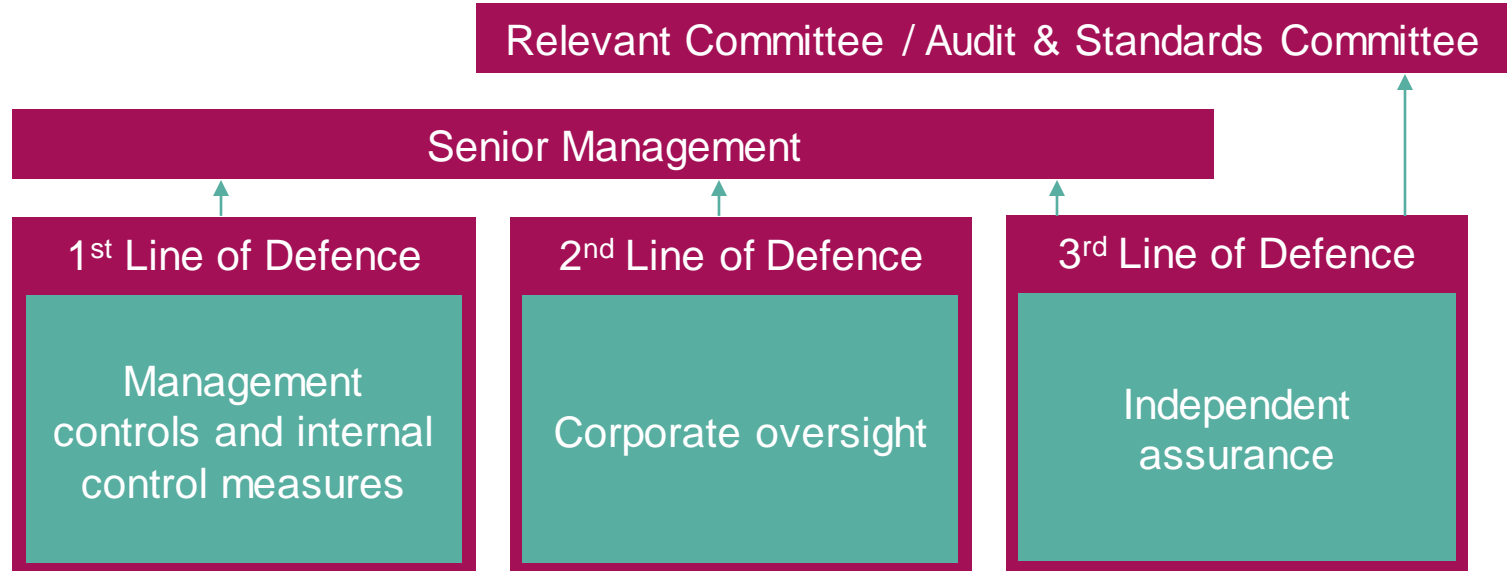 Relevant Committee / Audit & Standards Committee
Senior Management
1st Line of Defence
Management
controls and internal
control measures
2nd Line of Defence
Corporate oversight
3rd Line of Defence
Independent
assurance